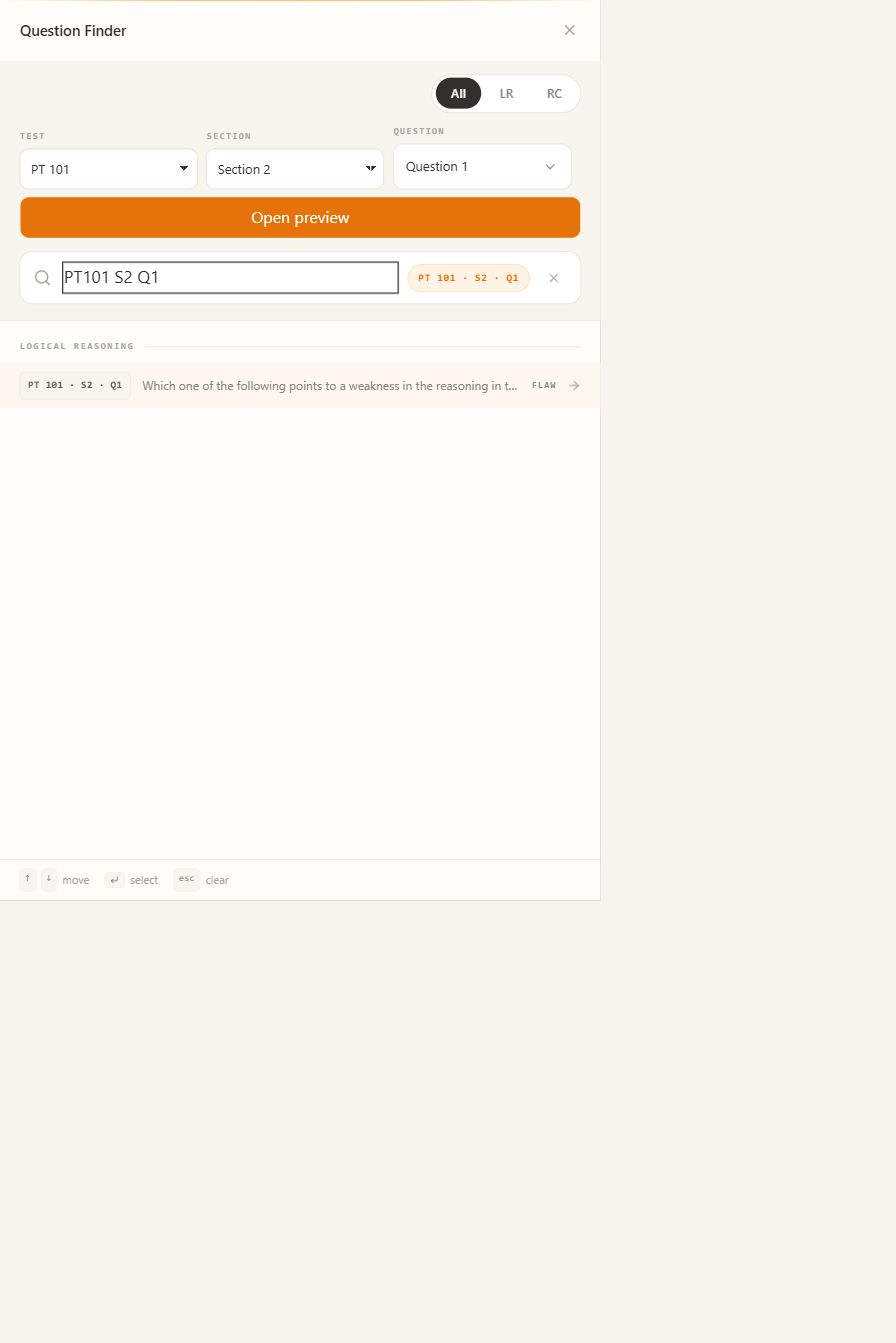 Question Finder
All LR RC
TEST SECTION QUESTION
PT 101 Section 2 Question 1
Open preview
PT101 S2 Q1 PT 101 · S2 · Q1
LOGICAL REASONING
PT 101 · S2 · Q1 Which one of the following points to a weakness in the reasoning in t... FLAW
↑ ↓ move ↵ select esc clear